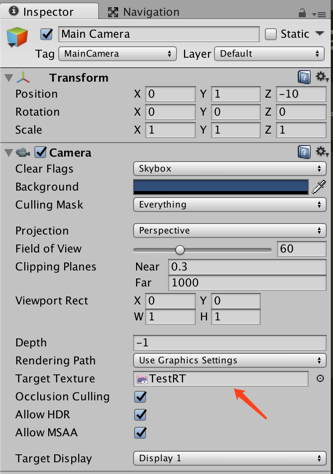 Inspector Navigation
Main Camera Static
Tag MainCamera Layer Default
Transform
Position X 0 Y 1 Z -10
Rotation X 0 Y 0 Z 0
Scale X 1 Y 1 Z 1
Camera
Clear Flags Skybox
Background
Culling Mask Everything
Projection Perspective
Field of View 60
Clipping Planes Near 0.3
Far 1000
Viewport Rect X 0 Y 0
W 1 H 1
Depth -1
Rendering Path Use Graphics Settings
Target Texture TestRT
Occlusion Culling
Allow HDR
Allow MSAA
Target Display Display 1